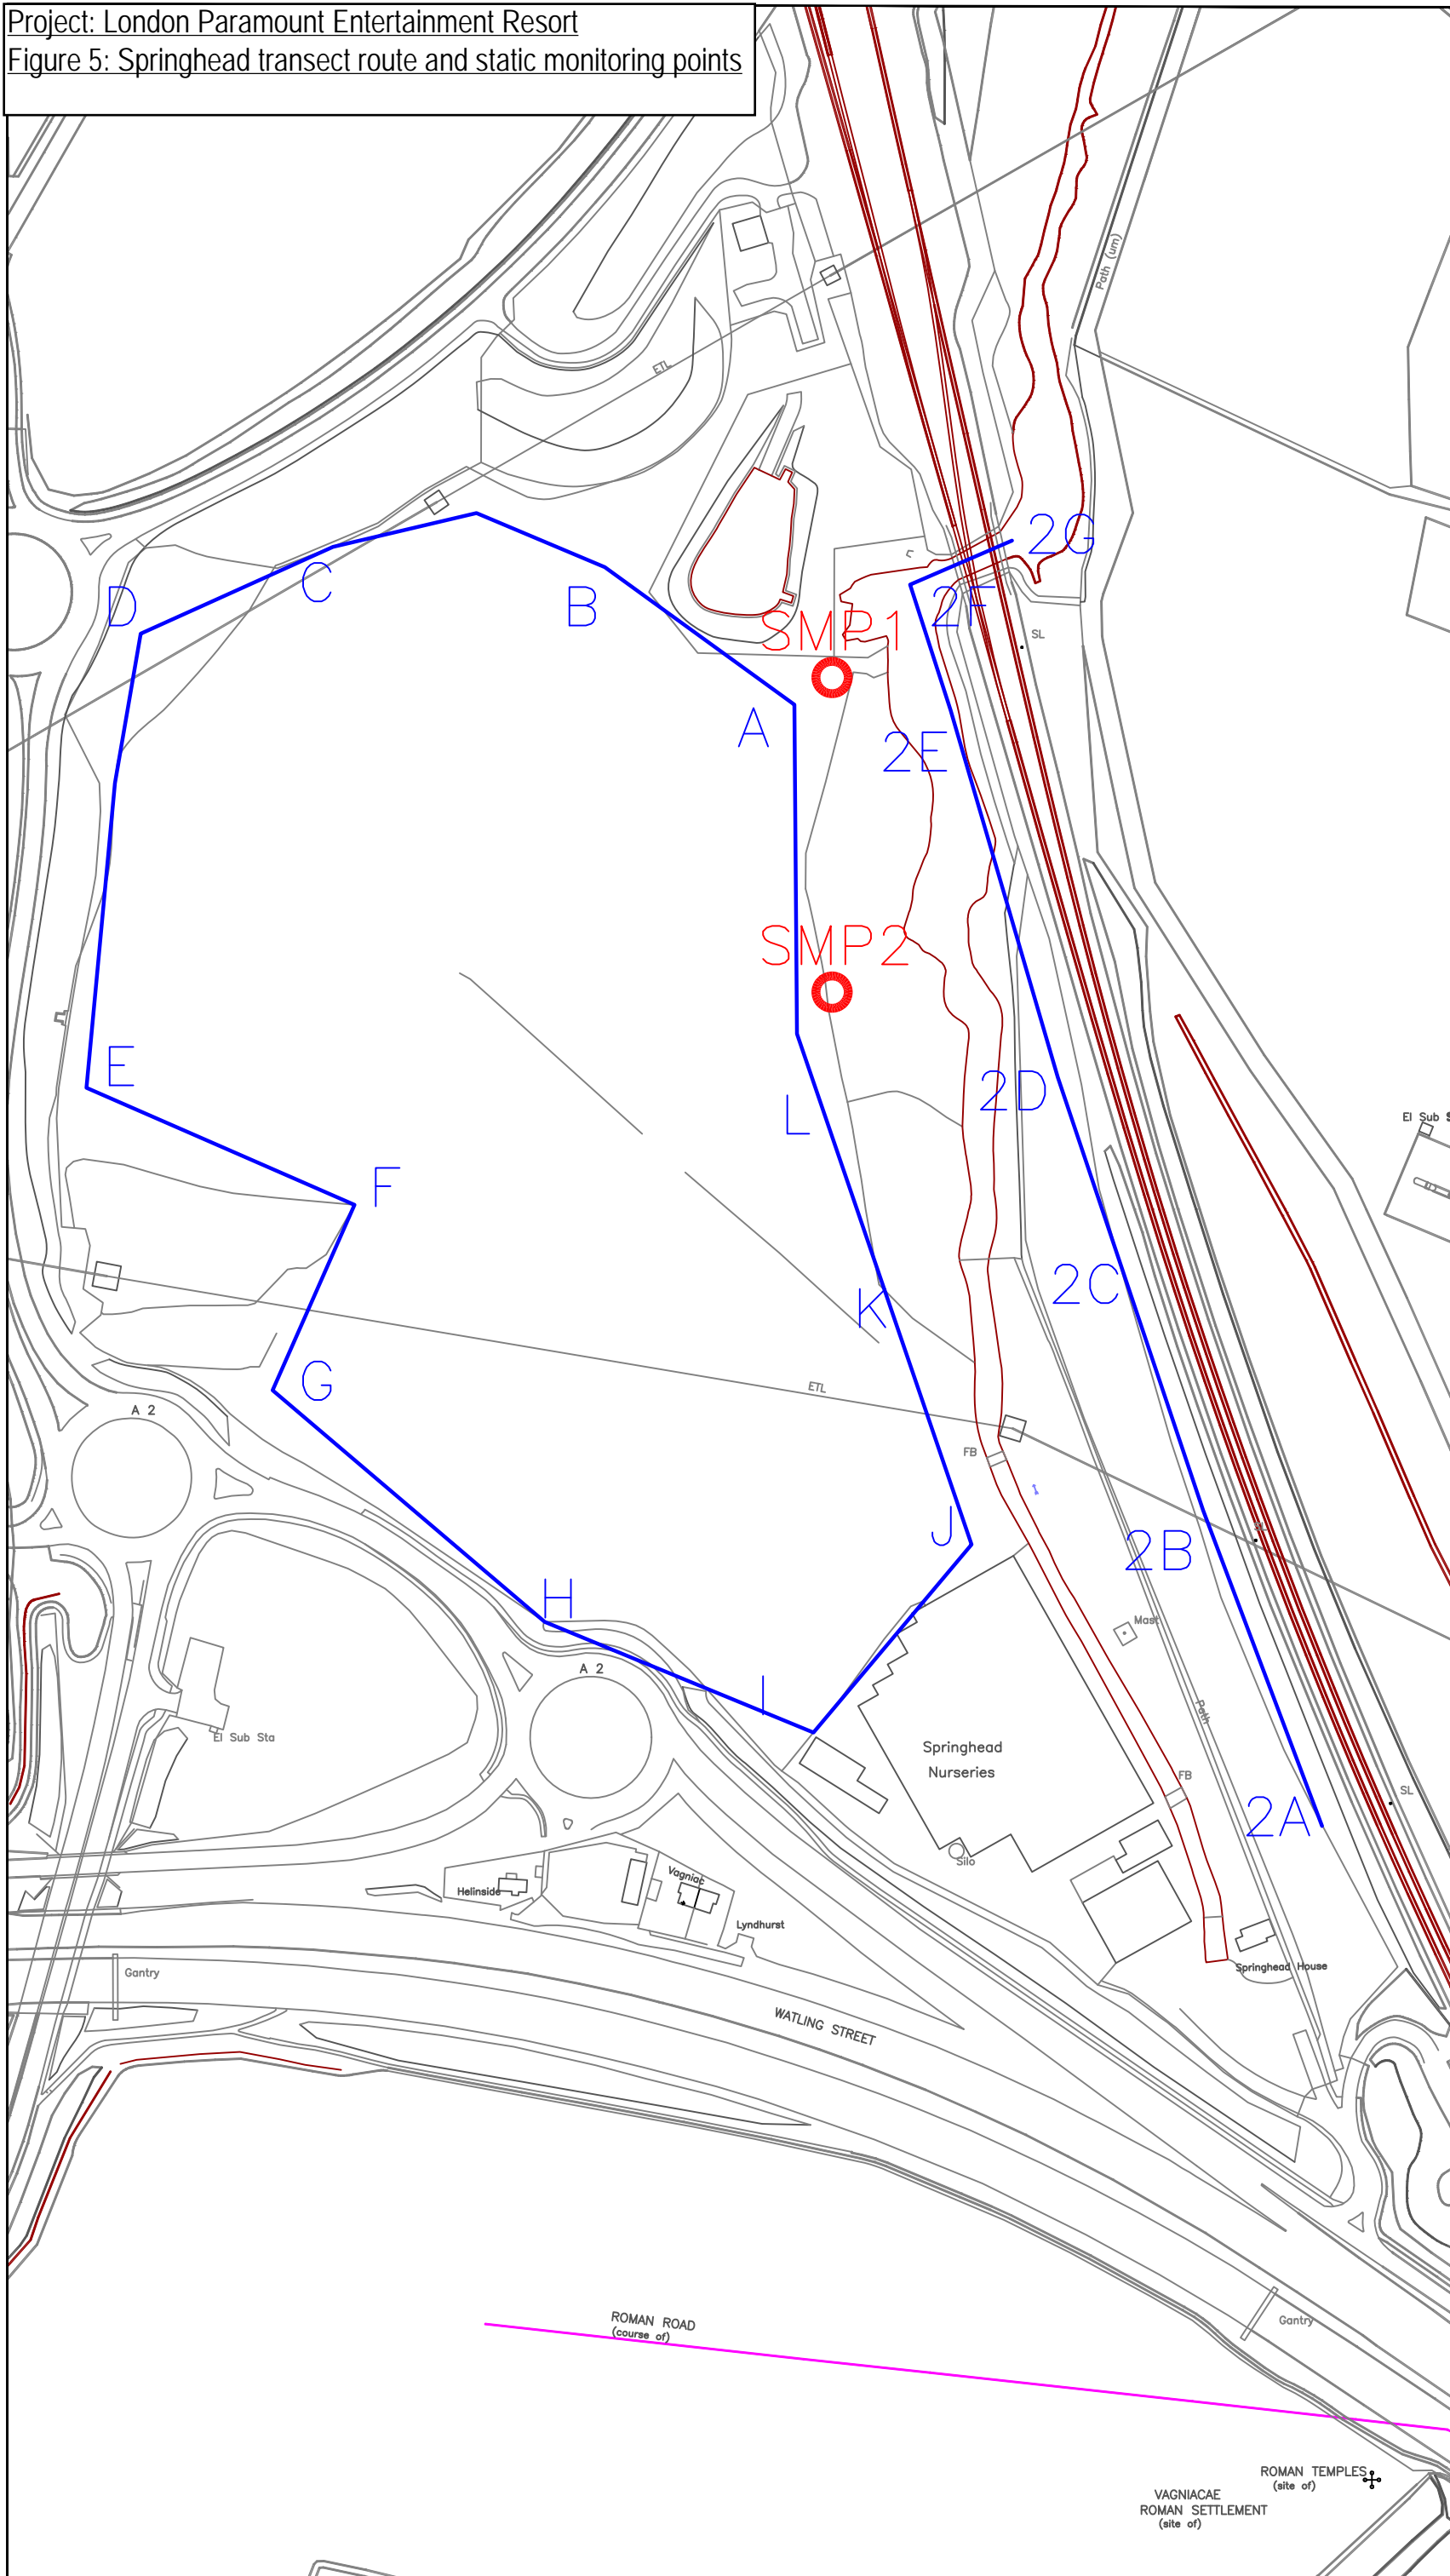 Project: London Paramount Entertainment Resort
Figure 5: Springhead transect route and static monitoring points
Path (um)
ETL
2G
C
D
B
2F
SMP1
SL
A
2E
SMP2
E
L
2D
El Sub S
F
2C
K
G
ETL
A 2
FB
J
2B
SL
H
Mast
A 2
I
Path
El Sub Sta
Springhead
Nurseries
FB
2A
SL
Silo
Vagniac
Helinside
Lyndhurst
Springhead House
Gantry
WATLING STREET
Gantry
ROMAN ROAD
(course of)
ROMAN TEMPLES
(site of)
VAGNIACAE
ROMAN SETTLEMENT
(site of)